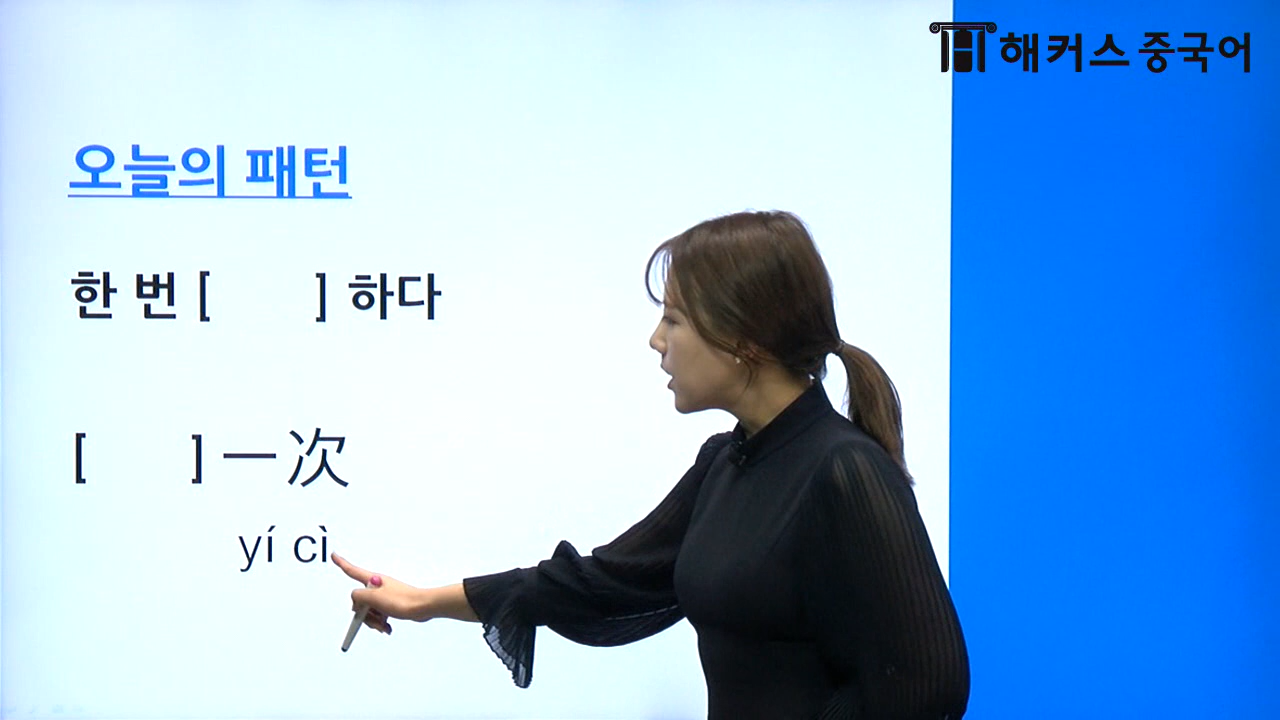 해커스 중국어
오늘의 패턴
한 번 [ ] 하다
[ ] 一次
yí cì